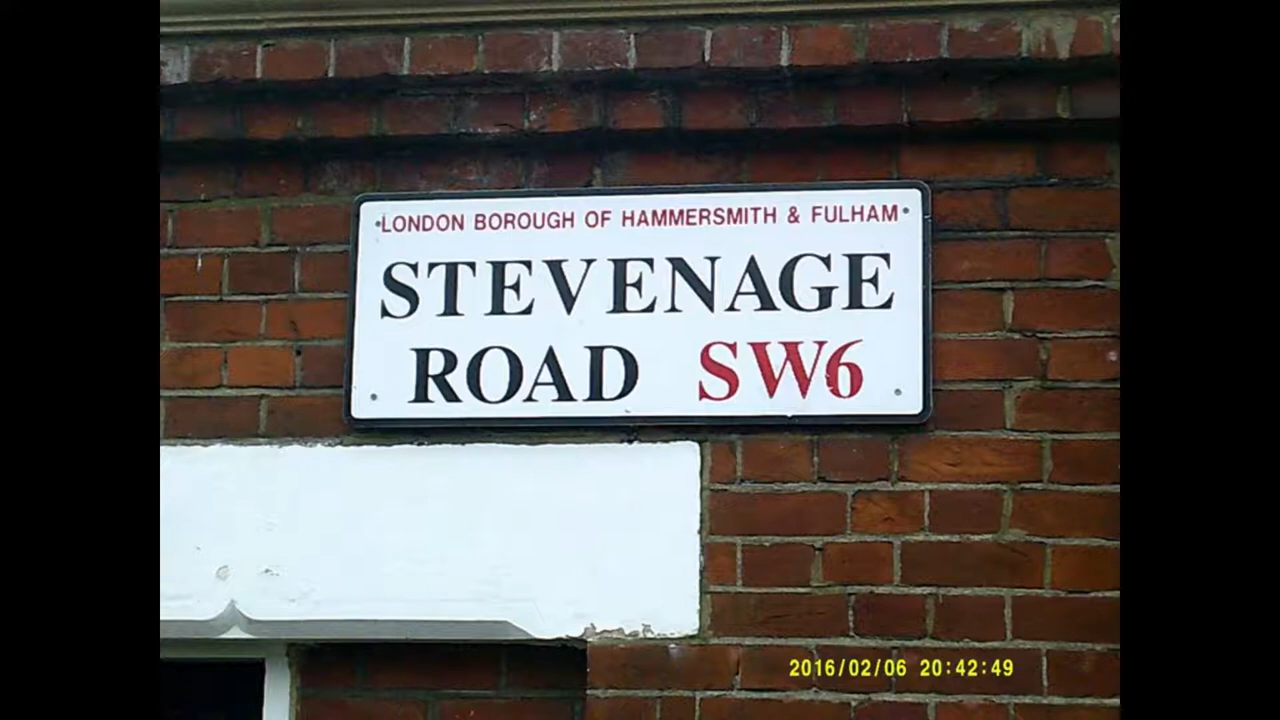 LONDON BOROUGH OF HAMMERSMITH & FULHAM
STEVENAGE
ROAD SW6
2016/02/06 20:42:49